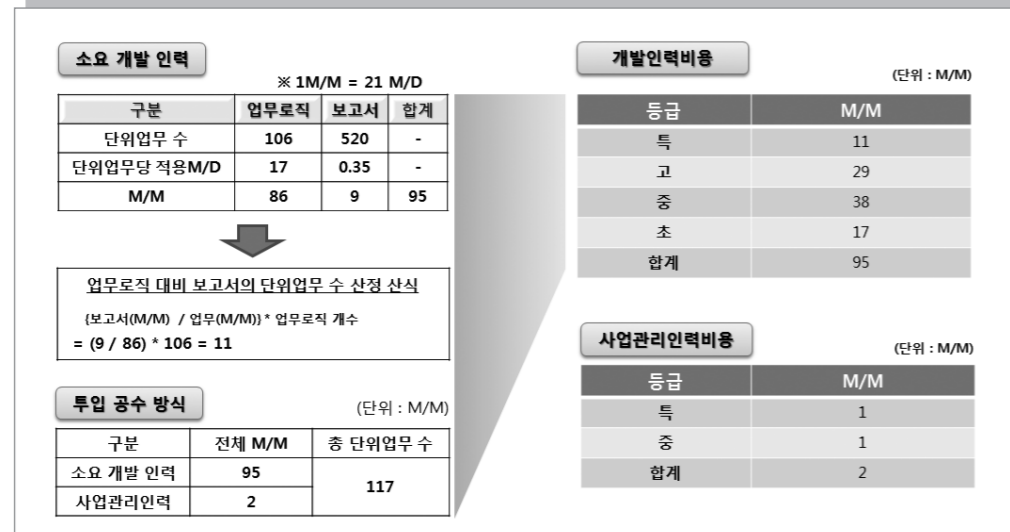 소요 개발 인력
※ 1M/M = 21 M/D
구분 업무로직 보고서 합계
단위업무 수 106 520 -
단위업무당 적용M/D 17 0.35 -
M/M 86 9 95
업무로직 대비 보고서의 단위업무 수 산정 산식
{보고서(M/M) / 업무(M/M)} * 업무로직 개수
= (9 / 86) * 106 = 11
투입 공수 방식
(단위 : M/M)
구분 전체 M/M 총 단위업무 수
소요 개발 인력 95 117
사업관리인력 2
개발인력비용
(단위 : M/M)
등급 M/M
특 11
고 29
중 38
초 17
합계 95
사업관리인력비용
(단위 : M/M)
등급 M/M
특 1
중 1
합계 2